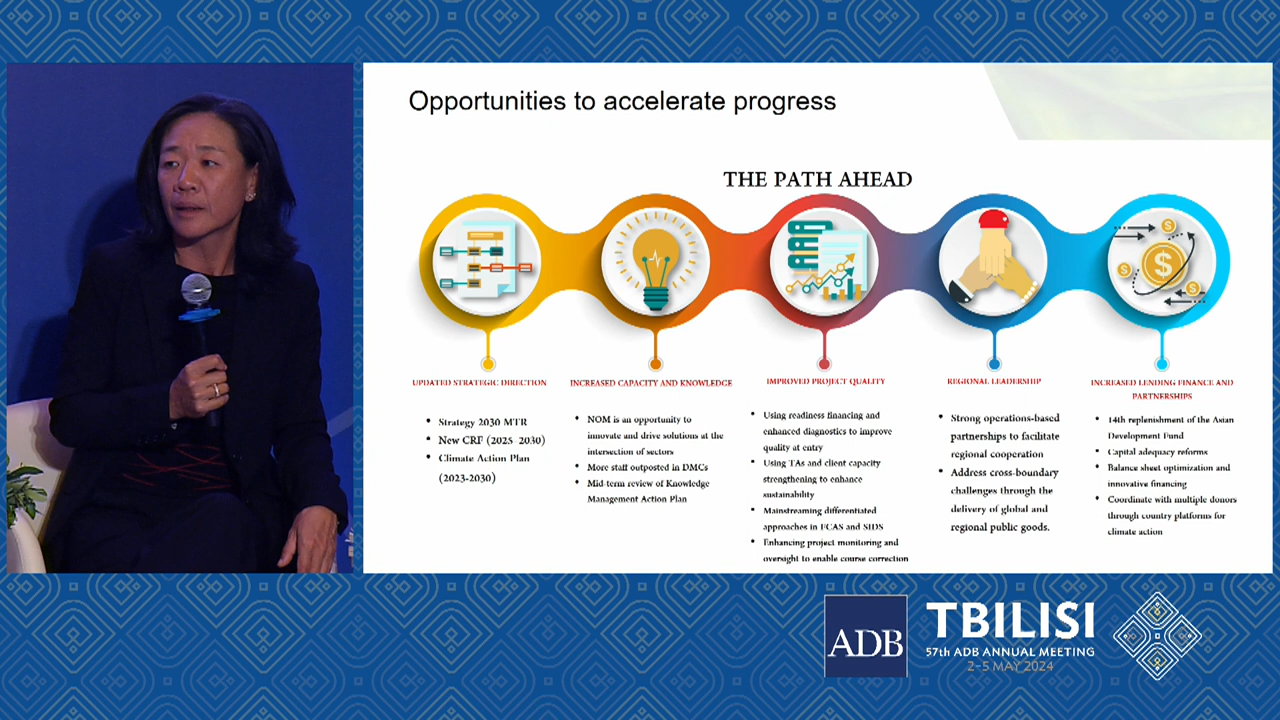 Opportunities to accelerate progress
THE PATH AHEAD
UPDATED STRATEGIC DIRECTION
• Strategy 2030 MTR
• New CRF (2025-2030)
• Climate Action Plan
(2023-2030)
INCREASED CAPACITY AND KNOWLEDGE
• NOM is an opportunity to
innovate and drive solutions at the
intersection of sectors
• More staff outposted in DMCs
• Mid-term review of Knowledge
Management Action Plan
IMPROVED PROJECT QUALITY
• Using readiness financing and
enhanced diagnostics to improve
quality at entry
• Using TAs and client capacity
strengthening to enhance
sustainability
• Mainstreaming differentiated
approaches in FCAS and SIDS
• Enhancing project monitoring and
oversight to enable course correction
REGIONAL LEADERSHIP
• Strong operations-based
partnerships to facilitate
regional cooperation
• Address cross-boundary
challenges through the
delivery of global and
regional public goods.
INCREASED LENDING FINANCE AND
PARTNERSHIPS
• 14th replenishment of the Asian
Development Fund
• Capital adequacy reforms
• Balance sheet optimization and
innovative financing
• Coordinate with multiple donors
through country platforms for
climate action
ADB
TBILISI
57th ADB ANNUAL MEETING
2–5 MAY 2024